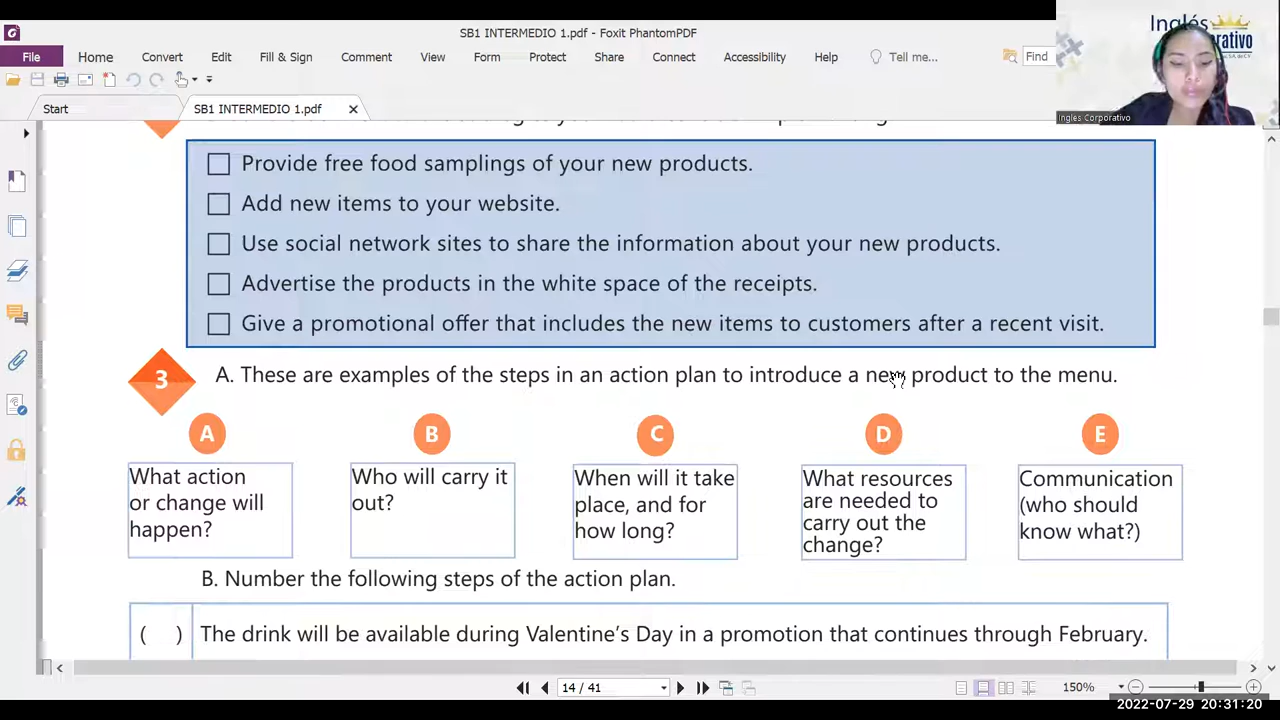 SB1 INTERMEDIO 1.pdf - Foxit PhantomPDF
Inglés
File Home Convert Edit Fill & Sign Comment View Form Protect Share Connect Accessibility Help Tell me... Find
Ingles Corporativo
Start SB1 INTERMEDIO 1.pdf
Provide free food samplings of your new products.
Add new items to your website.
Use social network sites to share the information about your new products.
Advertise the products in the white space of the receipts.
Give a promotional offer that includes the new items to customers after a recent visit.
3 A. These are examples of the steps in an action plan to introduce a new product to the menu.
A B C D E
What action
or change will
happen?
Who will carry it
out?
When will it take
place, and for
how long?
What resources
are needed to
carry out the
change?
Communication
(who should
know what?)
B. Number the following steps of the action plan.
( ) The drink will be available during Valentine's Day in a promotion that continues through February.
14 / 41
150%
2022-07-29 20:31:20